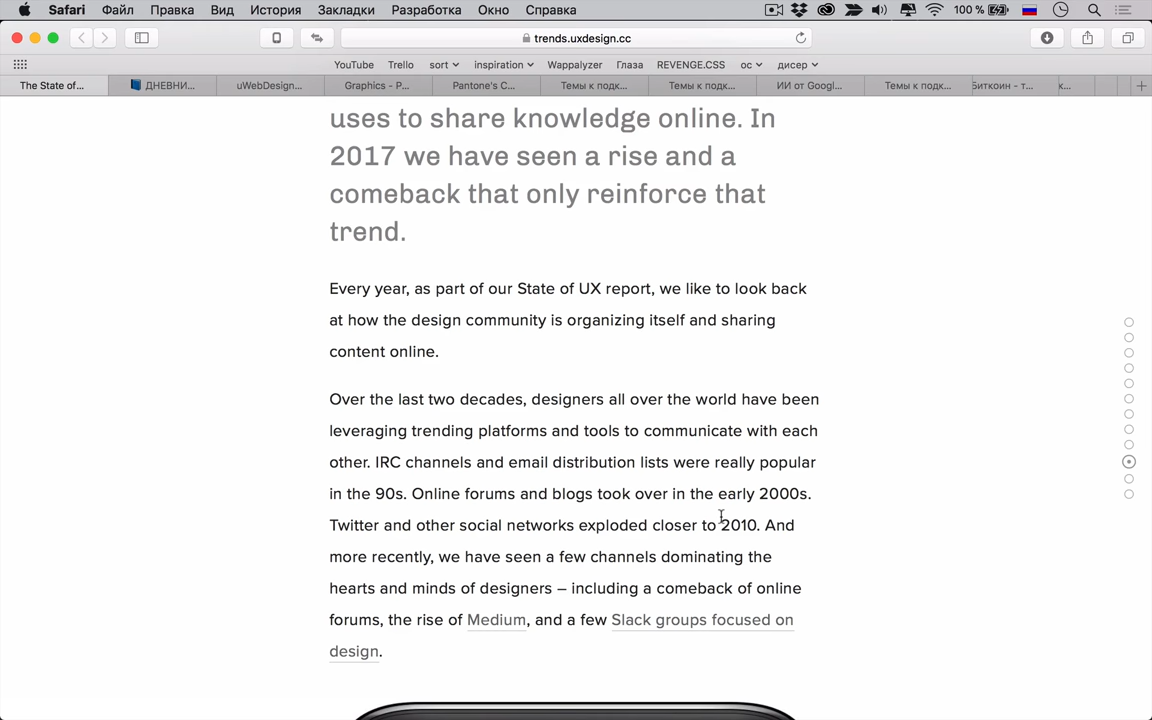 Safari Файл Правка Вид История Закладки Разработка Окно Справка 100 %
trends.uxdesign.cc
YouTube Trello sort inspiration Wappalyzer Глаза REVENGE.CSS ос дисер
The State of... ДНЕВНИ... uWebDesign... Graphics - P... Pantone's C... Темы к подк... Темы к подк... ИИ от Googl... Темы к подк... Биткоин - т... к...
uses to share knowledge online. In
2017 we have seen a rise and a
comeback that only reinforce that
trend.
Every year, as part of our State of UX report, we like to look back
at how the design community is organizing itself and sharing
content online.
Over the last two decades, designers all over the world have been
leveraging trending platforms and tools to communicate with each
other. IRC channels and email distribution lists were really popular
in the 90s. Online forums and blogs took over in the early 2000s.
Twitter and other social networks exploded closer to 2010. And
more recently, we have seen a few channels dominating the
hearts and minds of designers – including a comeback of online
forums, the rise of Medium, and a few Slack groups focused on
design.